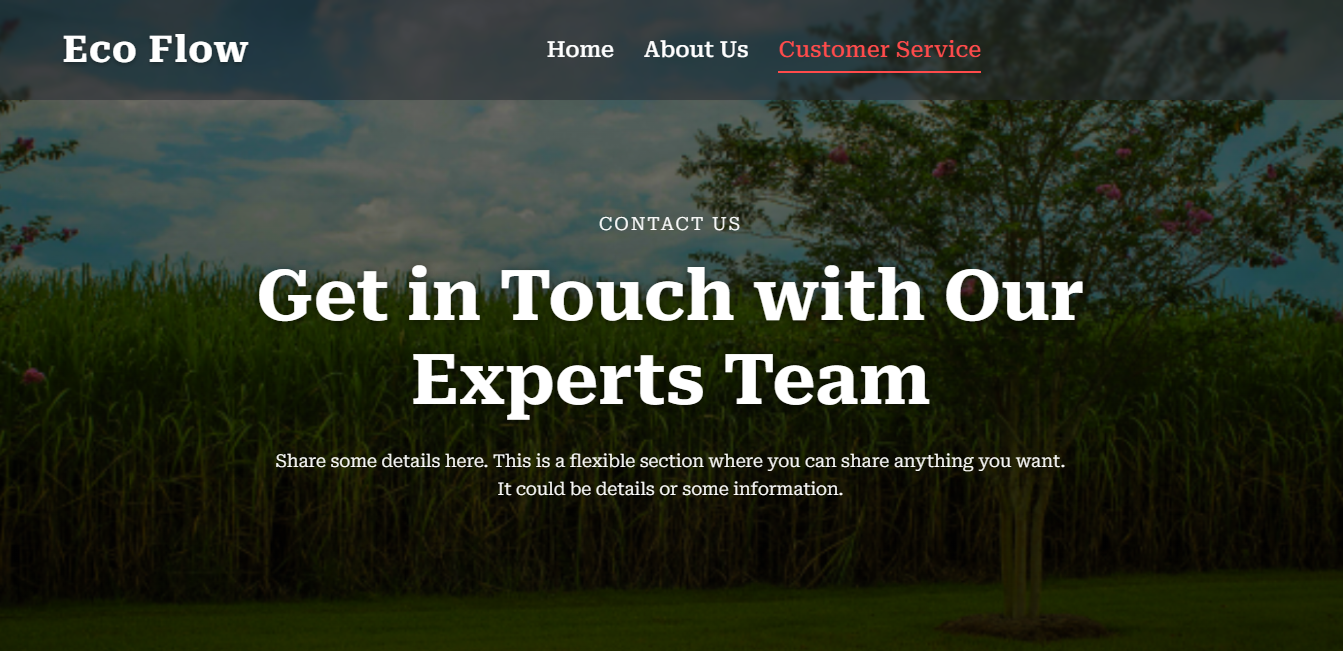 Eco Flow
Home About Us Customer Service
CONTACT US
Get in Touch with Our
Experts Team
Share some details here. This is a flexible section where you can share anything you want.
It could be details or some information.